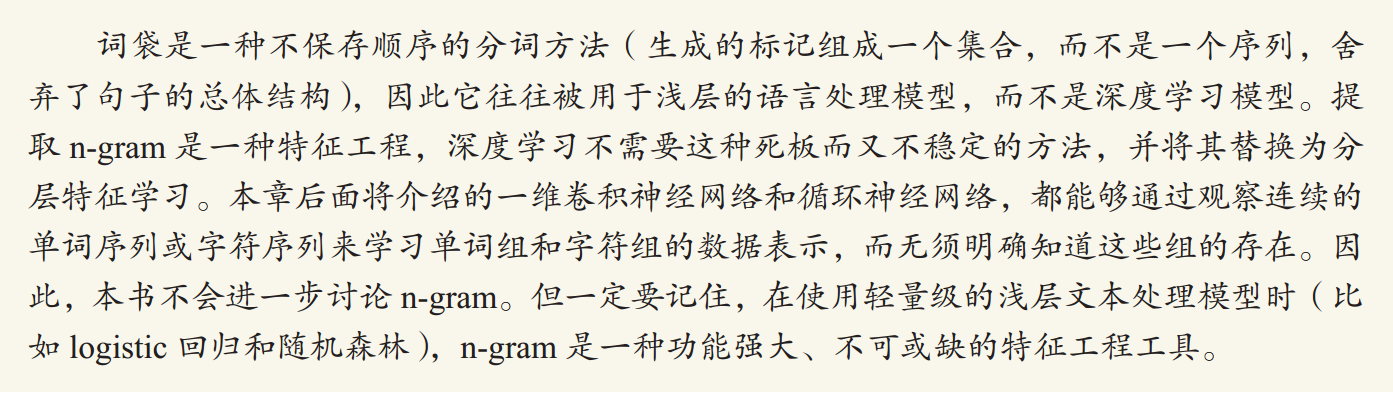 词袋是一种不保存顺序的分词方法（生成的标记组成一个集合，而不是一个序列，舍
弃了句子的总体结构），因此它往往被用于浅层的语言处理模型，而不是深度学习模型。提
取 n-gram 是一种特征工程，深度学习不需要这种死板而又不稳定的方法，并将其替换为分
层特征学习。本章后面将介绍的一维卷积神经网络和循环神经网络，都能够通过观察连续的
单词序列或字符序列来学习单词组和字符组的数据表示，而无须明确知道这些组的存在。因
此，本书不会进一步讨论 n-gram。但一定要记住，在使用轻量级的浅层文本处理模型时（比
如 logistic 回归和随机森林），n-gram 是一种功能强大、不可或缺的特征工程工具。